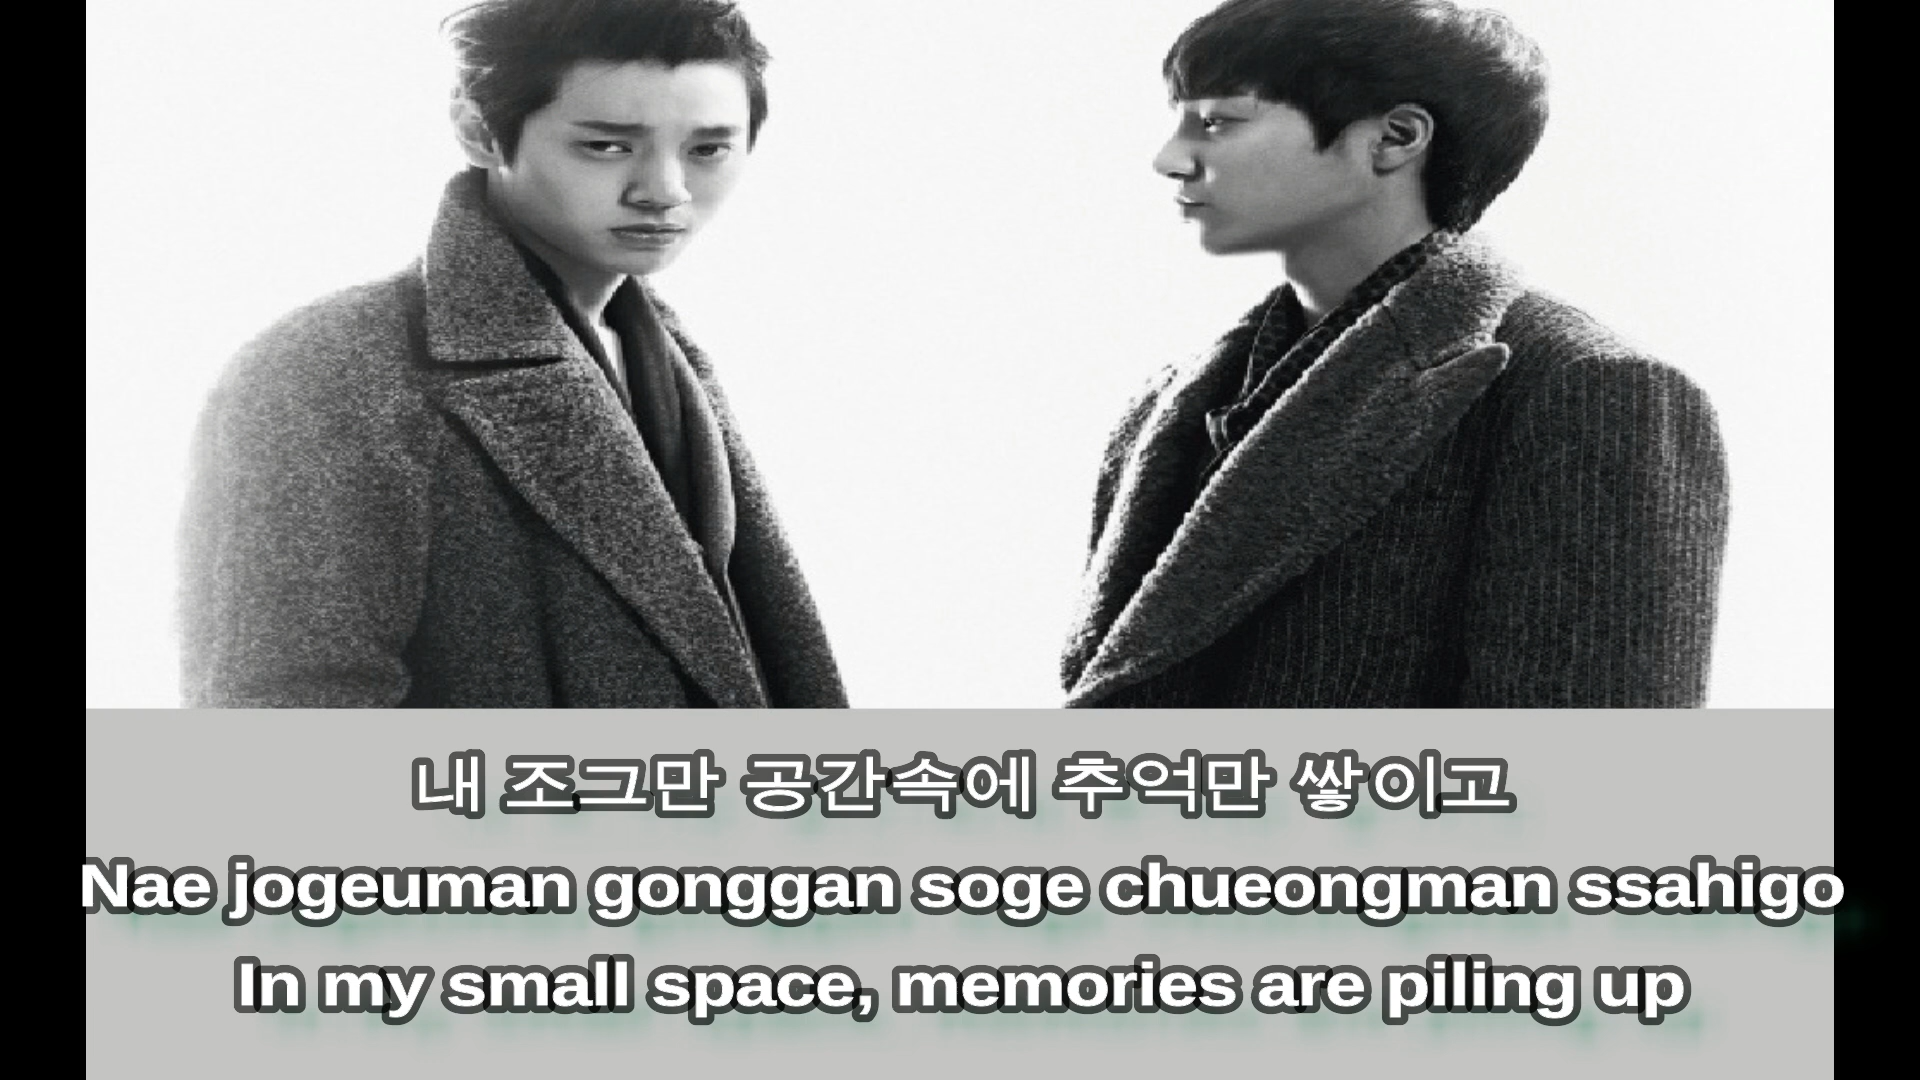 내 조그만 공간속에 추억만 쌓이고
Nae jogeuman gonggan soge chueongman ssahigo
In my small space, memories are piling up